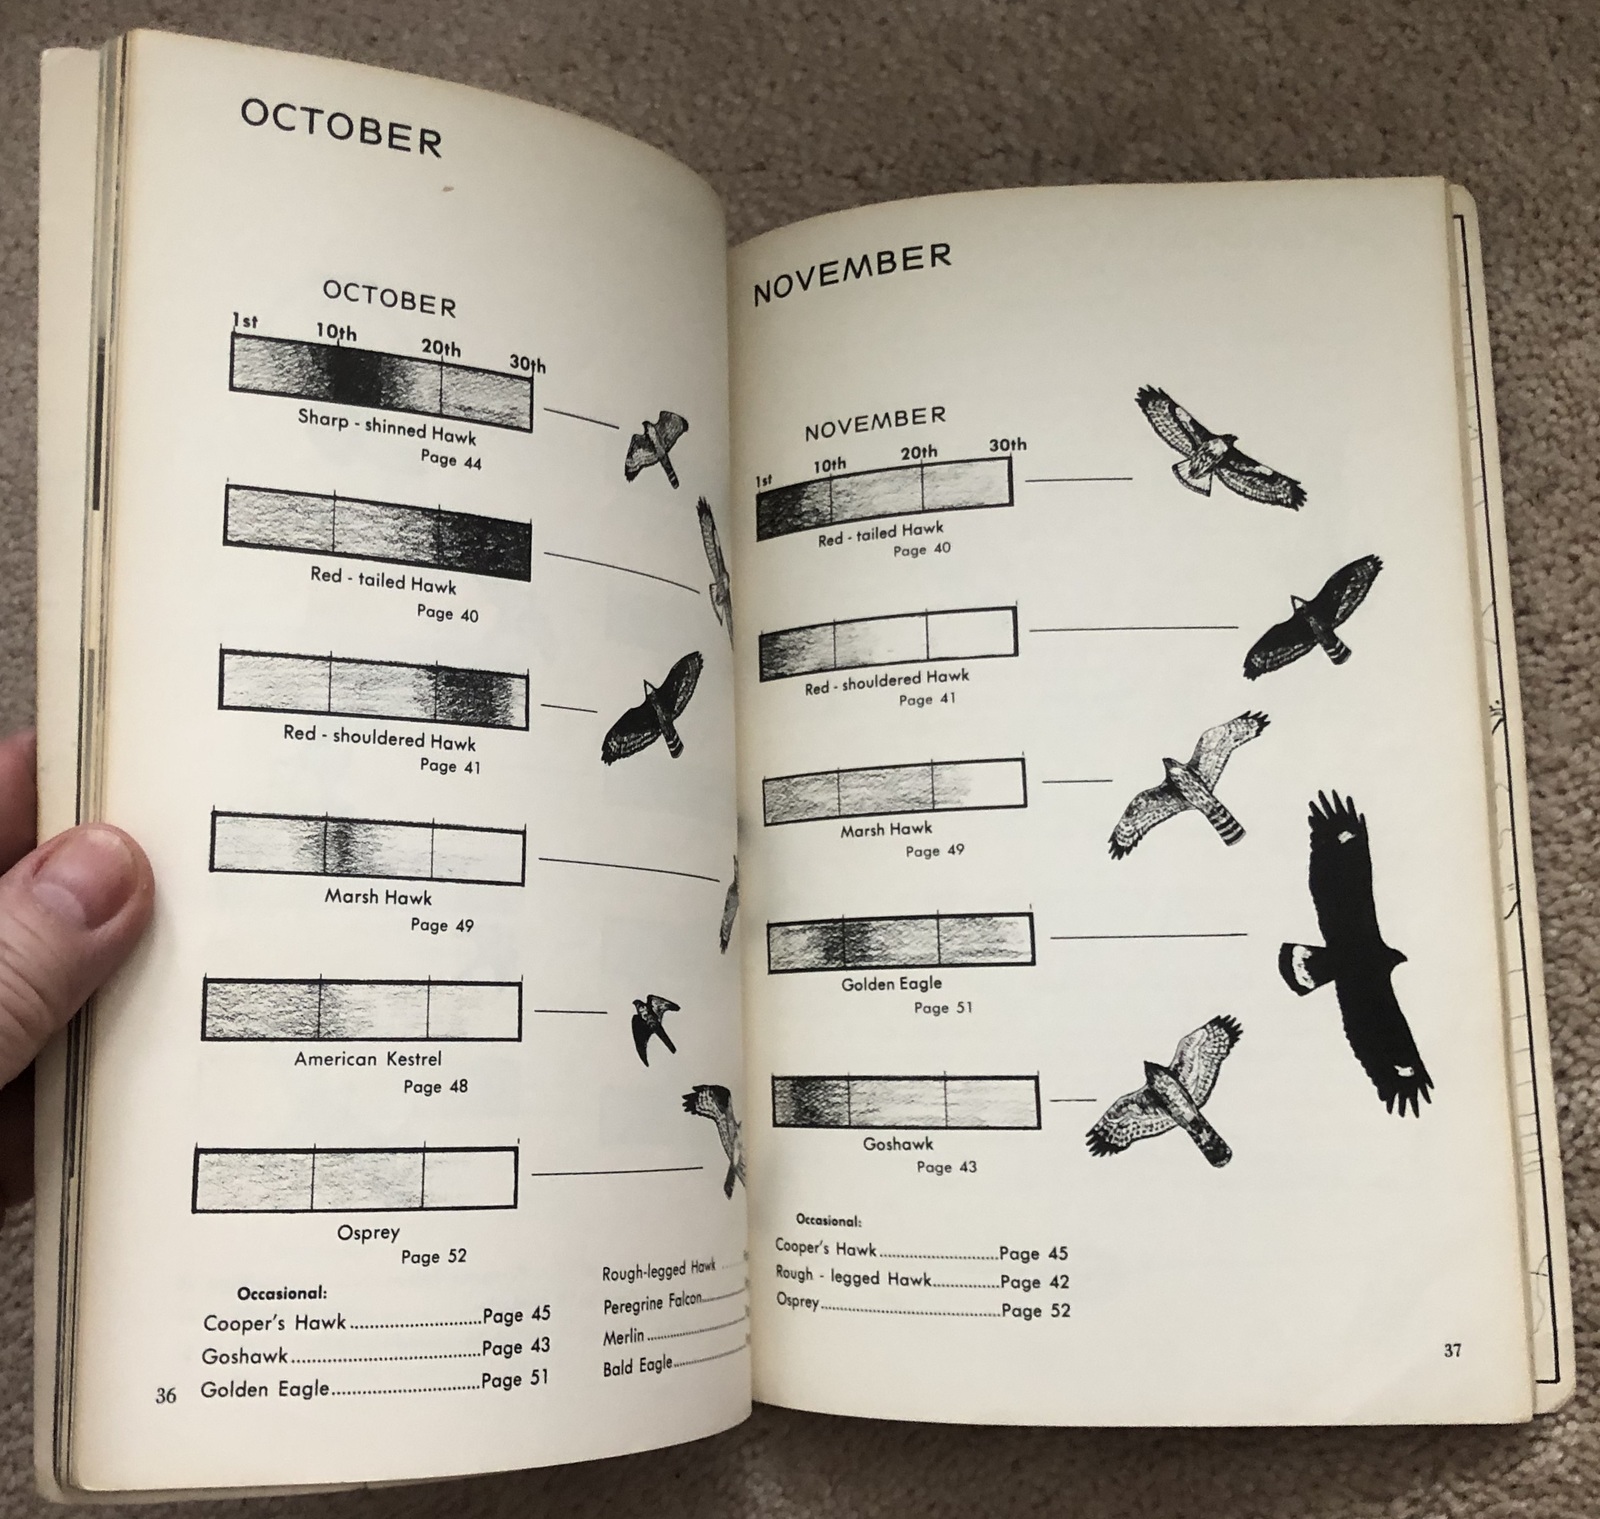 OCTOBER
OCTOBER
1st 10th 20th 30th
Sharp - shinned Hawk
Page 44
Red - tailed Hawk
Page 40
Red - shouldered Hawk
Page 41
Marsh Hawk
Page 49
American Kestrel
Page 48
Osprey
Page 52
Occasional:
Cooper's Hawk..........................Page 45
Goshawk.....................................Page 43
Golden Eagle.............................Page 51
Rough-legged Hawk .....
Peregrine Falcon.........
Merlin ....................
Bald Eagle...............
36
NOVEMBER
NOVEMBER
1st 10th 20th 30th
Red - tailed Hawk
Page 40
Red - shouldered Hawk
Page 41
Marsh Hawk
Page 49
Golden Eagle
Page 51
Goshawk
Page 43
Occasional:
Cooper's Hawk..........................Page 45
Rough - legged Hawk...............Page 42
Osprey.......................................Page 52
37